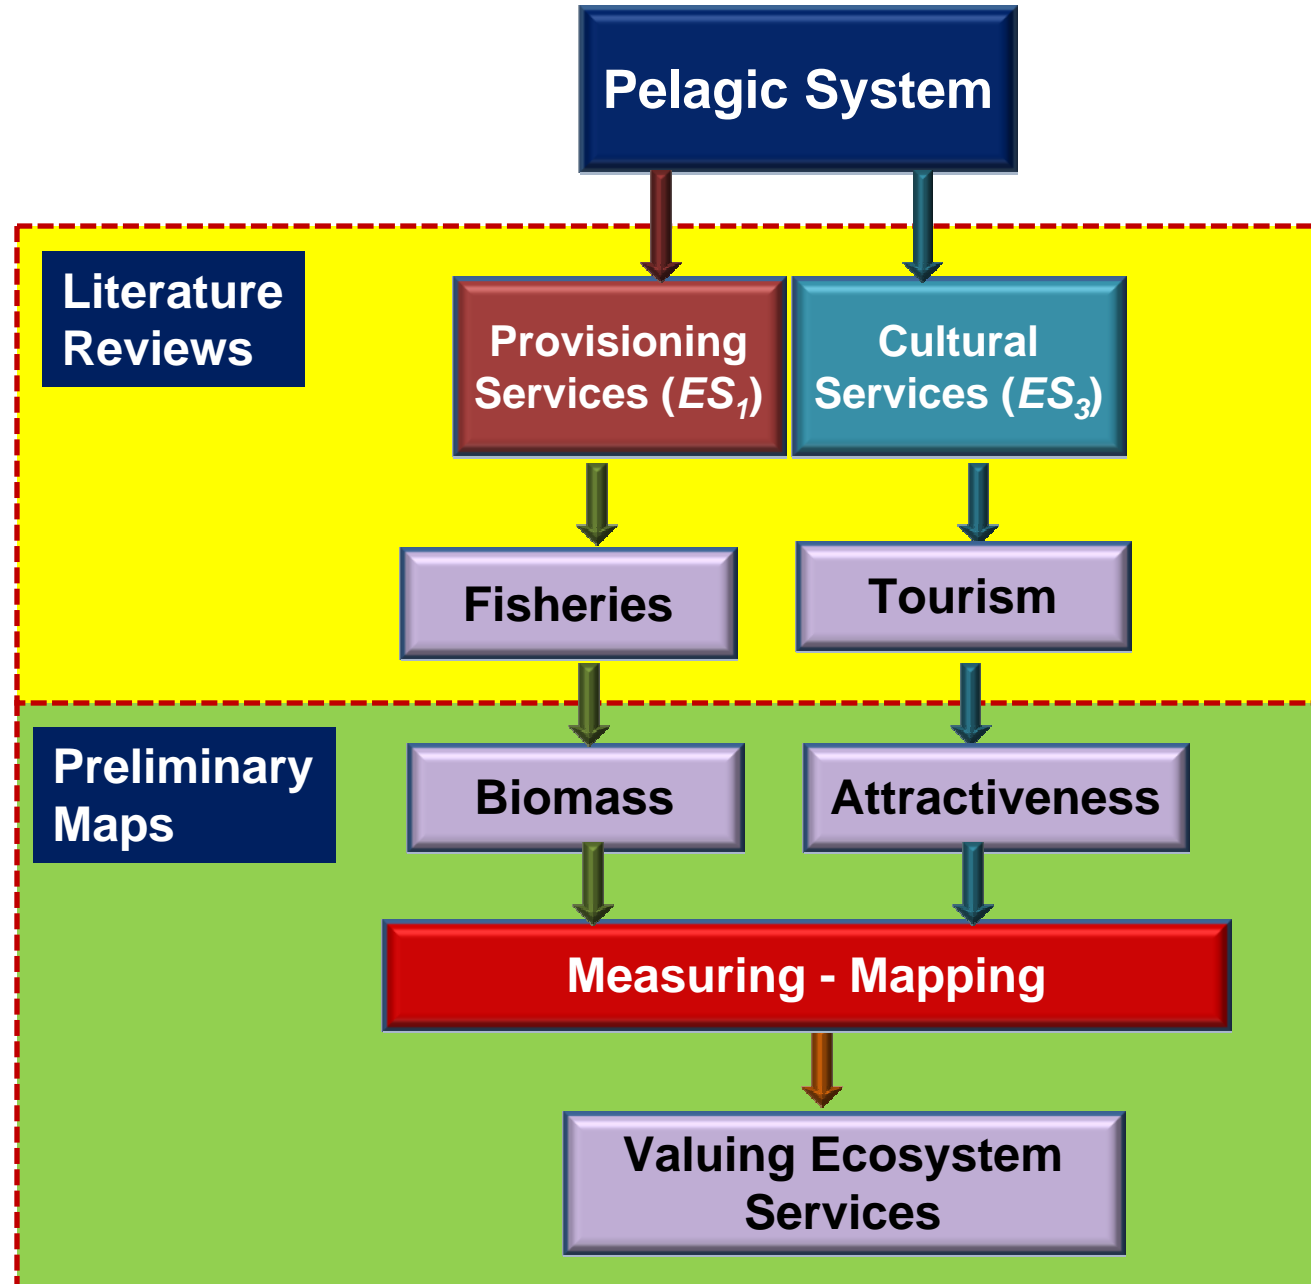 Pelagic System
Literature
Reviews
Provisioning
Services (ES₁)
Cultural
Services (ES₃)
Fisheries
Tourism
Preliminary
Maps
Biomass
Attractiveness
Measuring - Mapping
Valuing Ecosystem
Services